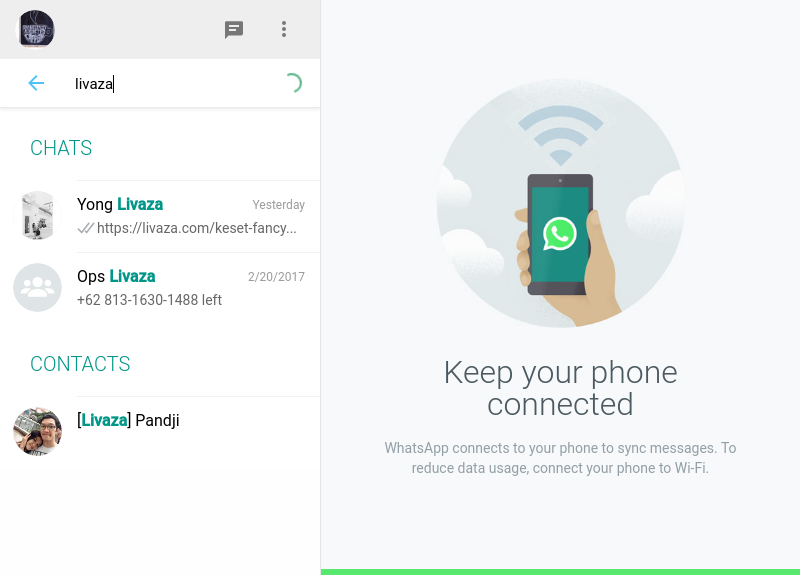 livaza
CHATS
Yong Livaza
Yesterday
https://livaza.com/keset-fancy...
Ops Livaza
2/20/2017
+62 813-1630-1488 left
CONTACTS
[Livaza] Pandji
Keep your phone
connected
WhatsApp connects to your phone to sync messages. To
reduce data usage, connect your phone to Wi-Fi.